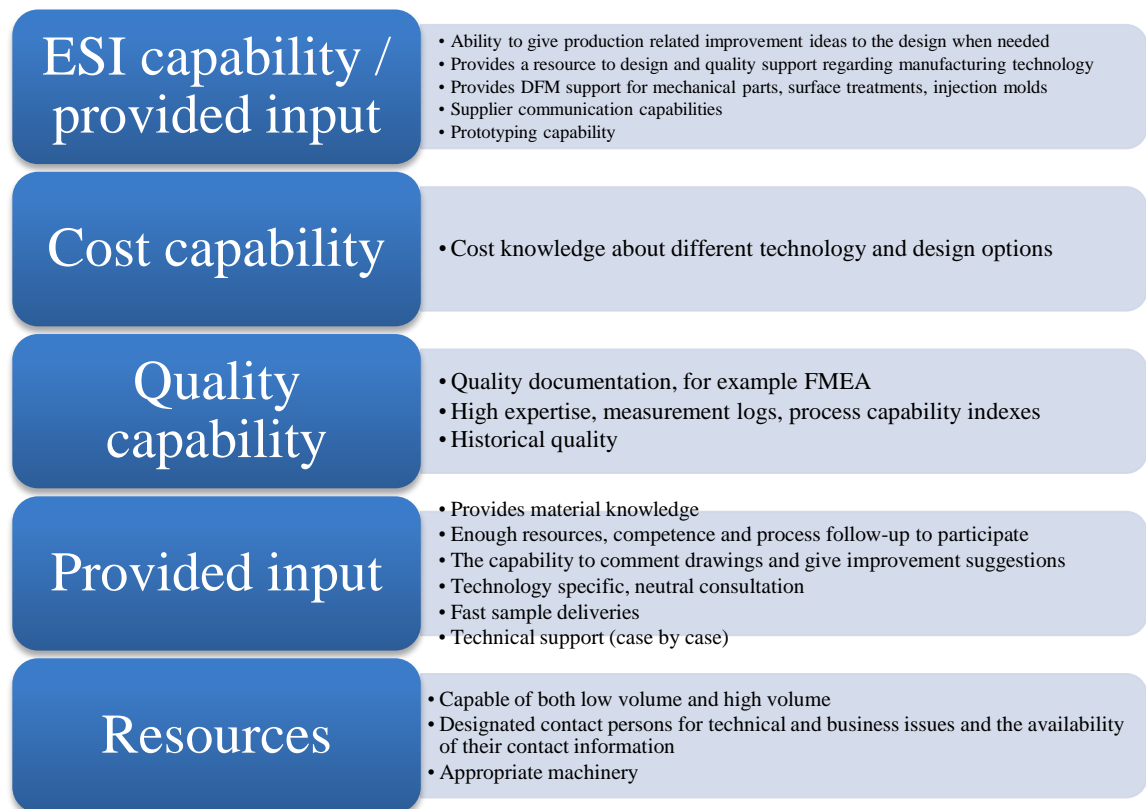 ESI capability /
provided input
• Ability to give production related improvement ideas to the design when needed
• Provides a resource to design and quality support regarding manufacturing technology
• Provides DFM support for mechanical parts, surface treatments, injection molds
• Supplier communication capabilities
• Prototyping capability
Cost capability
• Cost knowledge about different technology and design options
Quality
capability
• Quality documentation, for example FMEA
• High expertise, measurement logs, process capability indexes
• Historical quality
Provided input
• Provides material knowledge
• Enough resources, competence and process follow-up to participate
• The capability to comment drawings and give improvement suggestions
• Technology specific, neutral consultation
• Fast sample deliveries
• Technical support (case by case)
Resources
• Capable of both low volume and high volume
• Designated contact persons for technical and business issues and the availability
of their contact information
• Appropriate machinery